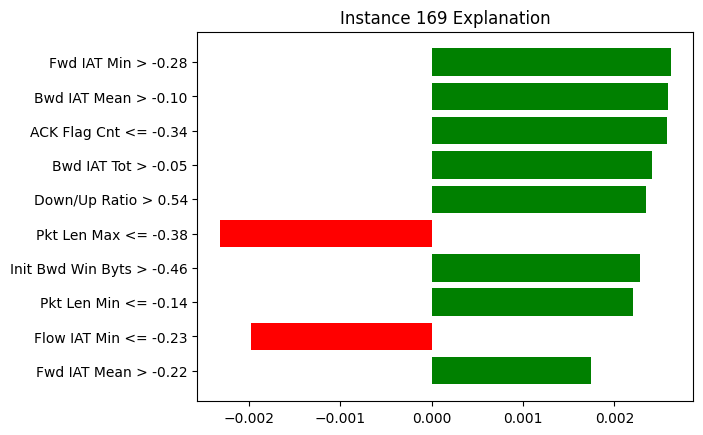 Instance 169 Explanation
Fwd IAT Min > -0.28
Bwd IAT Mean > -0.10
ACK Flag Cnt <= -0.34
Bwd IAT Tot > -0.05
Down/Up Ratio > 0.54
Pkt Len Max <= -0.38
Init Bwd Win Byts > -0.46
Pkt Len Min <= -0.14
Flow IAT Min <= -0.23
Fwd IAT Mean > -0.22
−0.002 −0.001 0.000 0.001 0.002